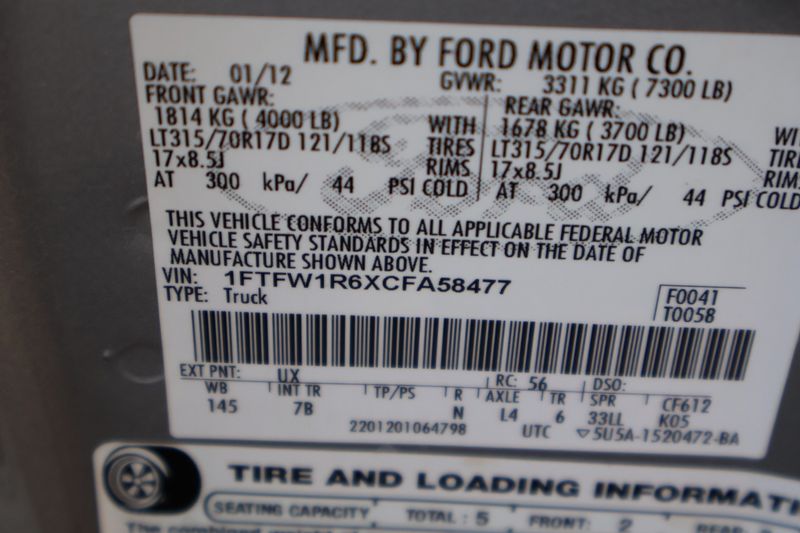 MFD. BY FORD MOTOR CO.
DATE: 01/12 GVWR: 3311 KG ( 7300 LB)
FRONT GAWR: REAR GAWR:
1814 KG ( 4000 LB) WITH 1678 KG ( 3700 LB)
LT315/70R17D 121/118S TIRES LT315/70R17D 121/118S
17x8.5J RIMS 17x8.5J
AT 300 kPa/ 44 PSI COLD AT 300 kPa/ 44 PSI COLD
THIS VEHICLE CONFORMS TO ALL APPLICABLE FEDERAL MOTOR
VEHICLE SAFETY STANDARDS IN EFFECT ON THE DATE OF
MANUFACTURE SHOWN ABOVE.
VIN: 1FTFW1R6XCFA58477
TYPE: Truck
F0041
T0058
EXT PNT: UX RC: 56 DSO:
WB INT TR TP/PS R AXLE TR SPR CF612
145 7B N L4 6 33LL K05
2201201064798 UTC ▽5U5A-1520472-BA
TIRE AND LOADING INFORMATI
SEATING CAPACITY TOTAL : 5 FRONT: 2